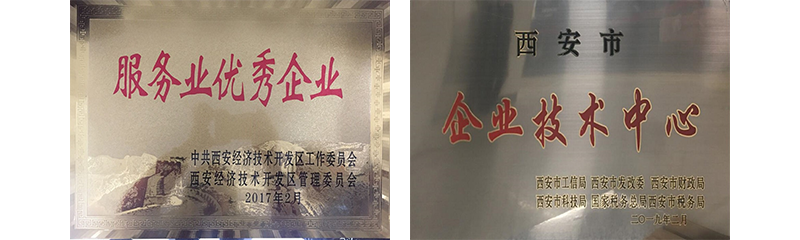 服务业优秀企业
中共西安经济技术开发区工作委员会
西安经济技术开发区管理委员会
2017年2月
西安市
企业技术中心
西安市工信局 西安市发改委 西安市财政局
西安市科技局 国家税务总局西安市税务局
二〇一九年二月